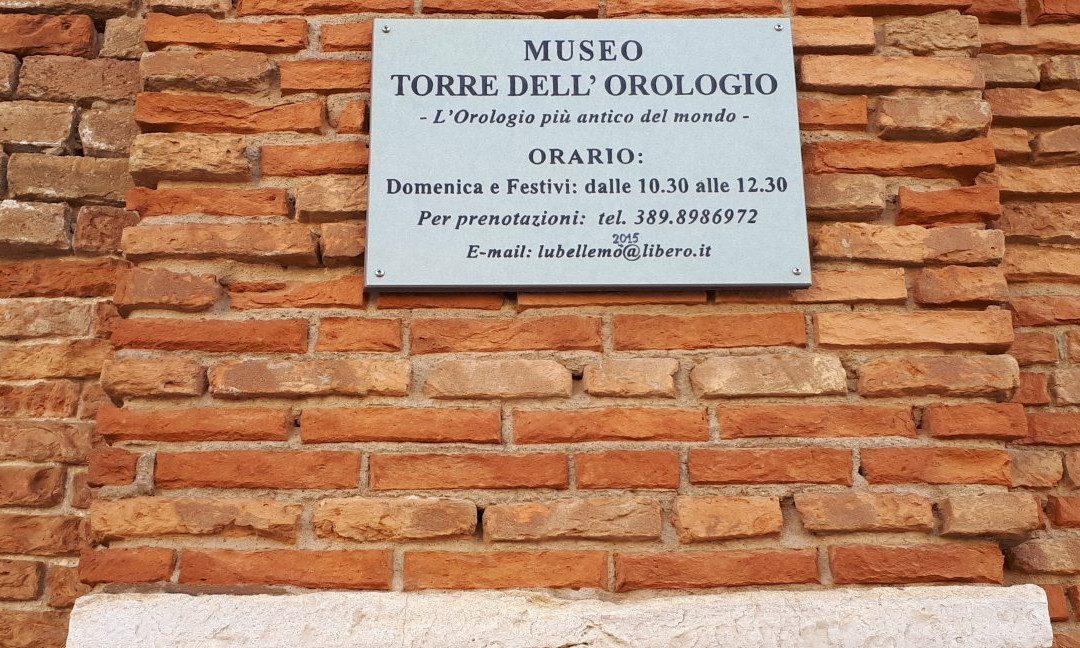 MUSEO
TORRE DELL' OROLOGIO
- L'Orologio più antico del mondo -
ORARIO:
Domenica e Festivi: dalle 10.30 alle 12.30
Per prenotazioni: tel. 389.8986972
2015
E-mail: lubellemo@libero.it